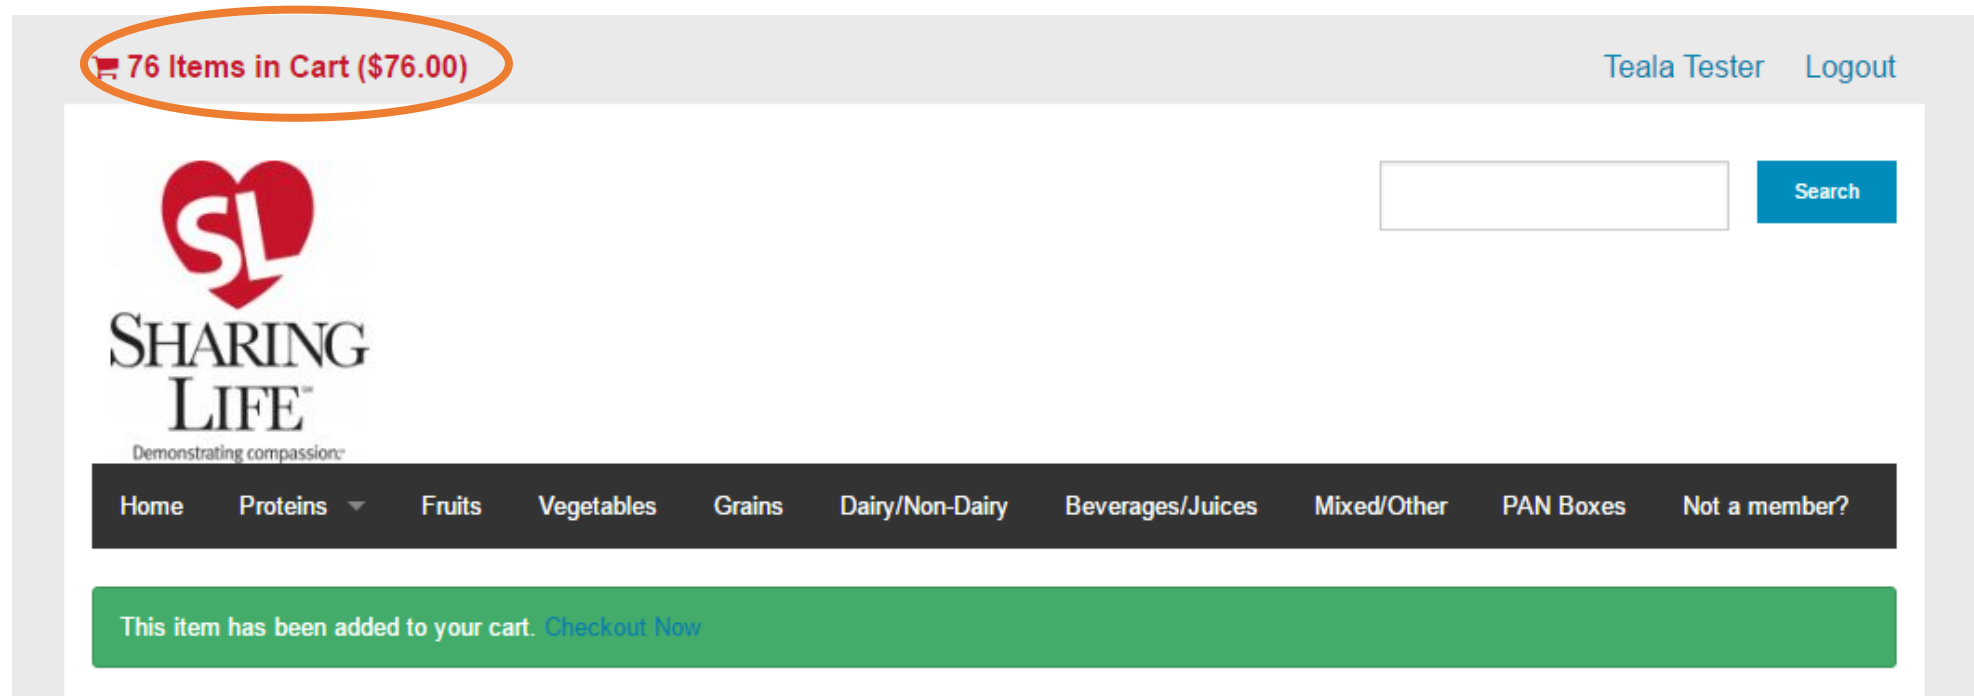 76 Items in Cart ($76.00)
Teala Tester Logout
SL
Search
SHARING
LIFE℠
Demonstrating compassion.℠
Home Proteins Fruits Vegetables Grains Dairy/Non-Dairy Beverages/Juices Mixed/Other PAN Boxes Not a member?
This item has been added to your cart. Checkout Now